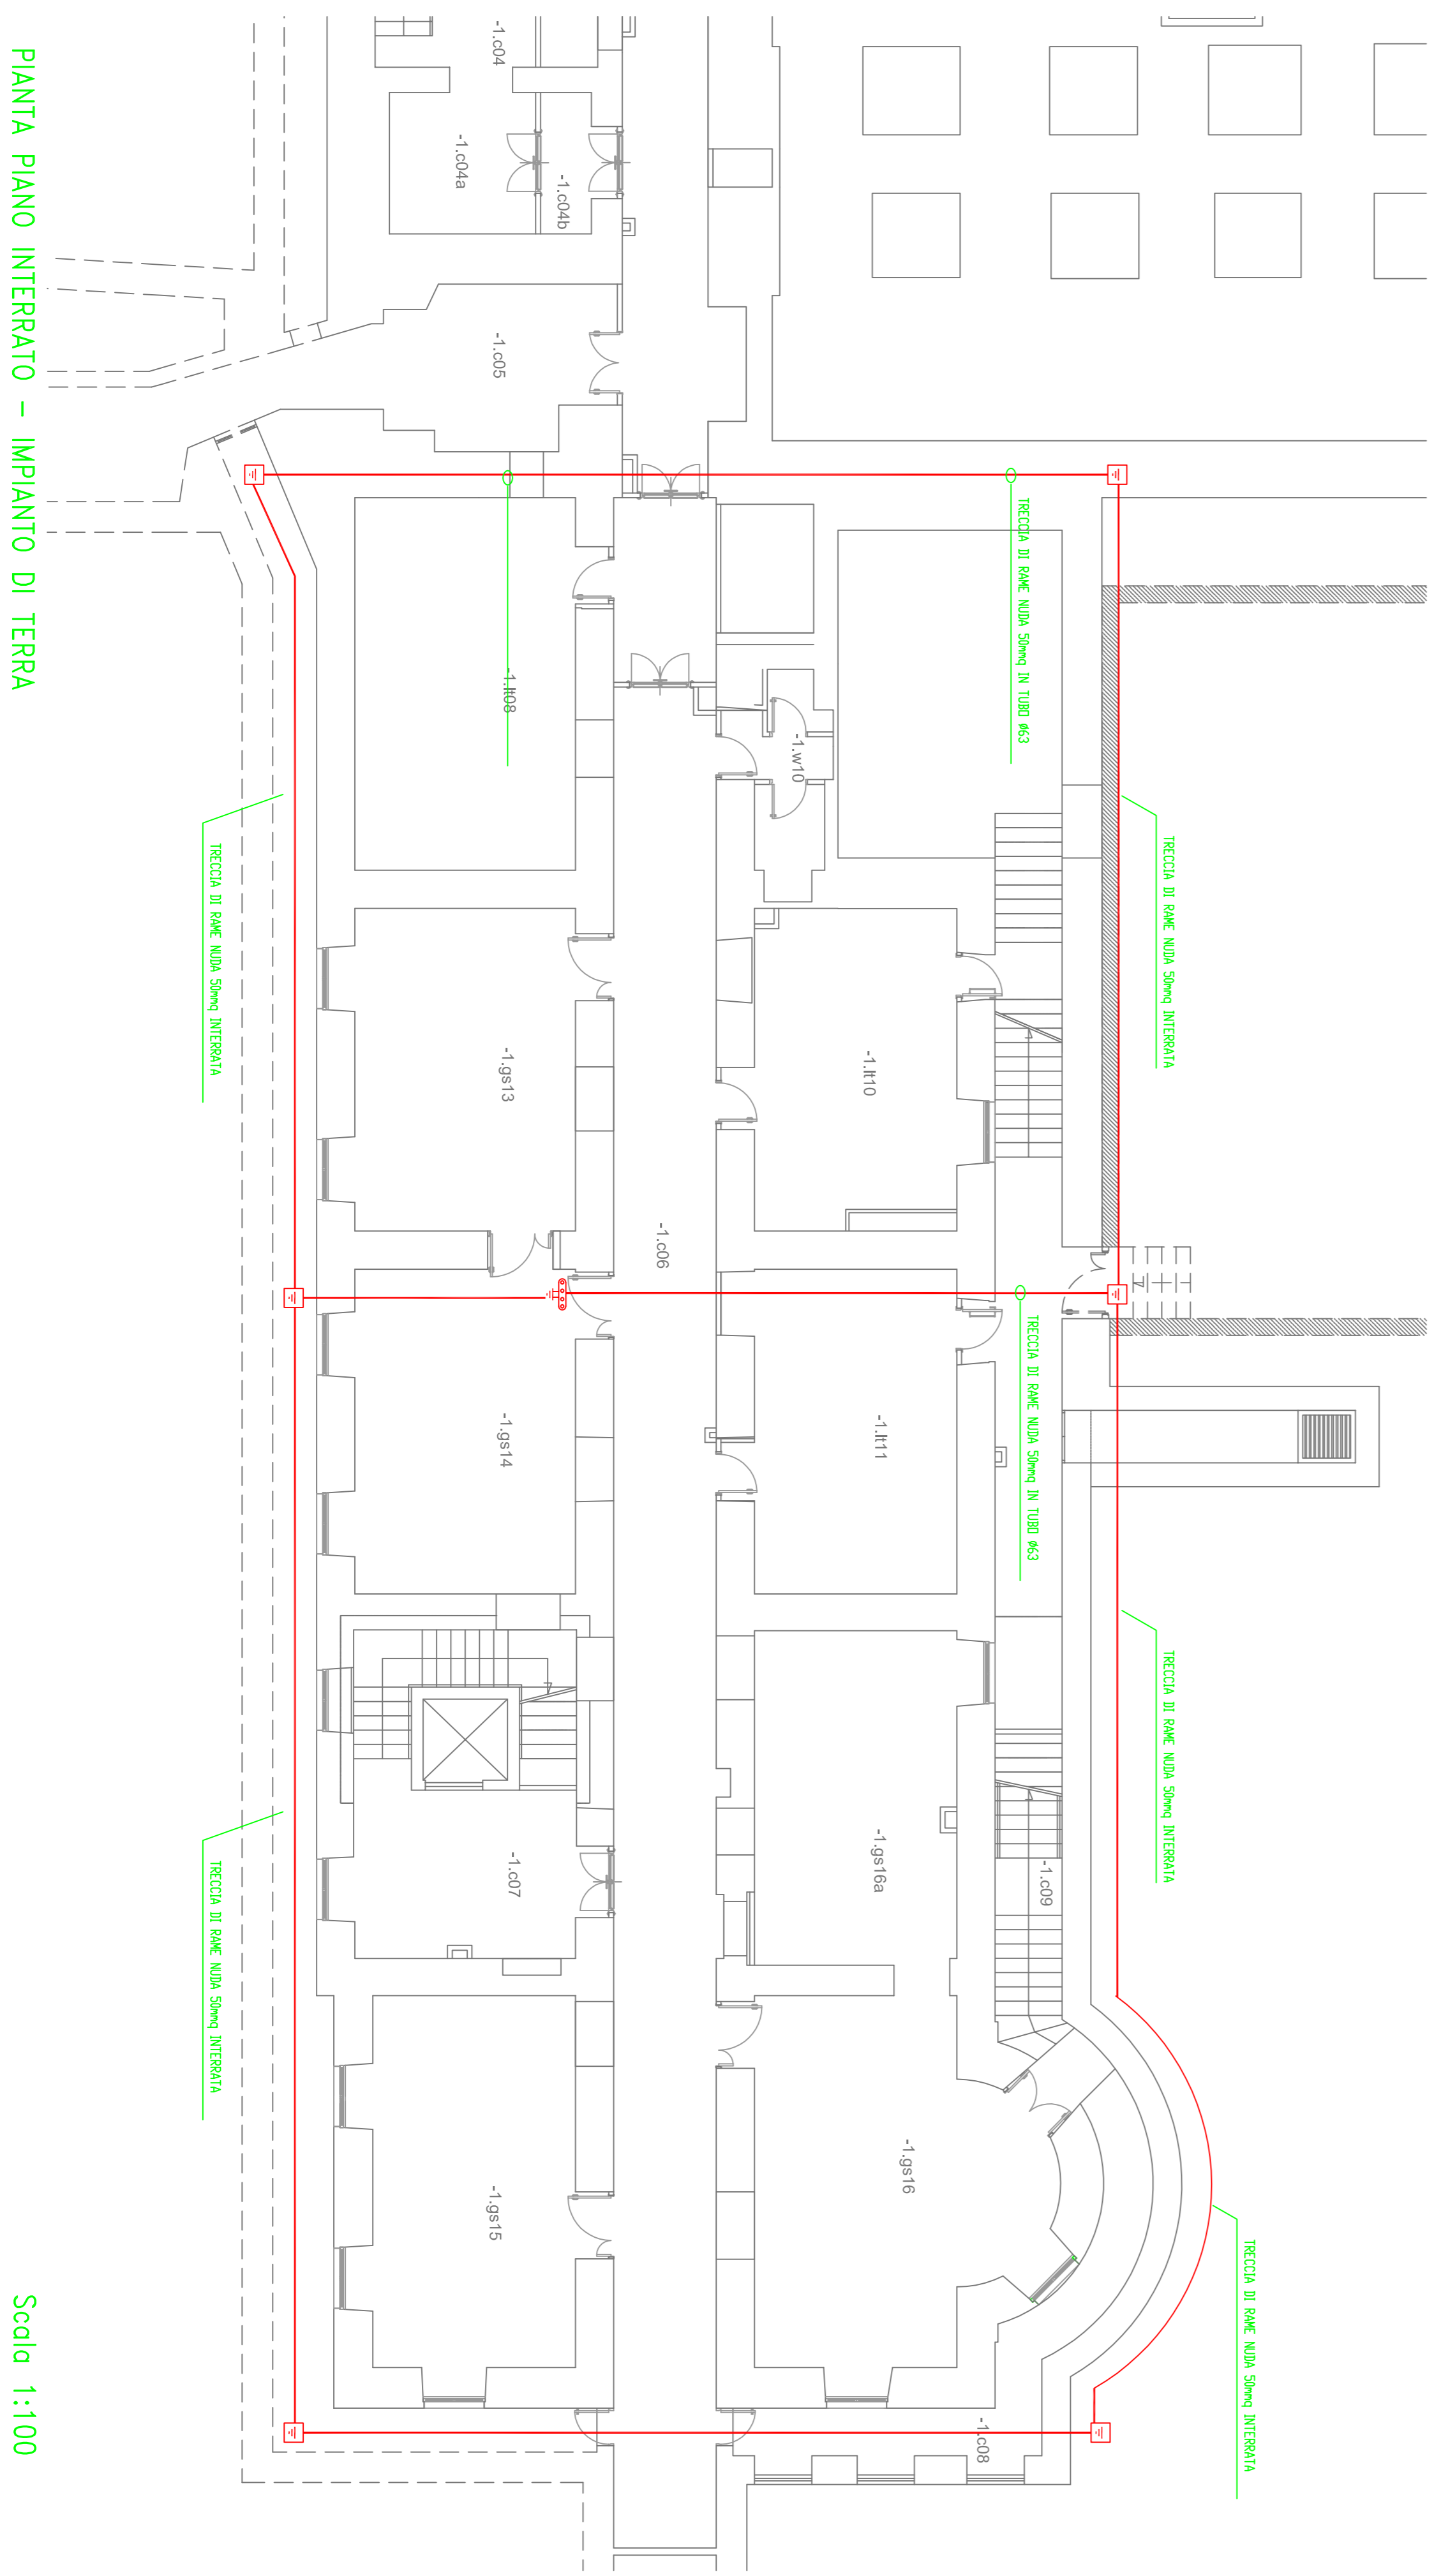 PIANTA PIANO INTERRATO - IMPIANTO DI TERRA
Scala 1:100
-1.c04
-1.c04a
-1.c04b
-1.c05
-1.lt08
-1.w10
-1.gs13
-1.lt10
-1.c06
-1.gs14
-1.lt11
-1.c07
-1.gs16a
-1.c09
-1.gs15
-1.gs16
-1.c08
TRECCIA DI RAME NUDA 50mmq IN TUBO ø63
TRECCIA DI RAME NUDA 50mmq INTERRATA
TRECCIA DI RAME NUDA 50mmq INTERRATA
TRECCIA DI RAME NUDA 50mmq IN TUBO ø63
TRECCIA DI RAME NUDA 50mmq INTERRATA
TRECCIA DI RAME NUDA 50mmq INTERRATA
TRECCIA DI RAME NUDA 50mmq INTERRATA